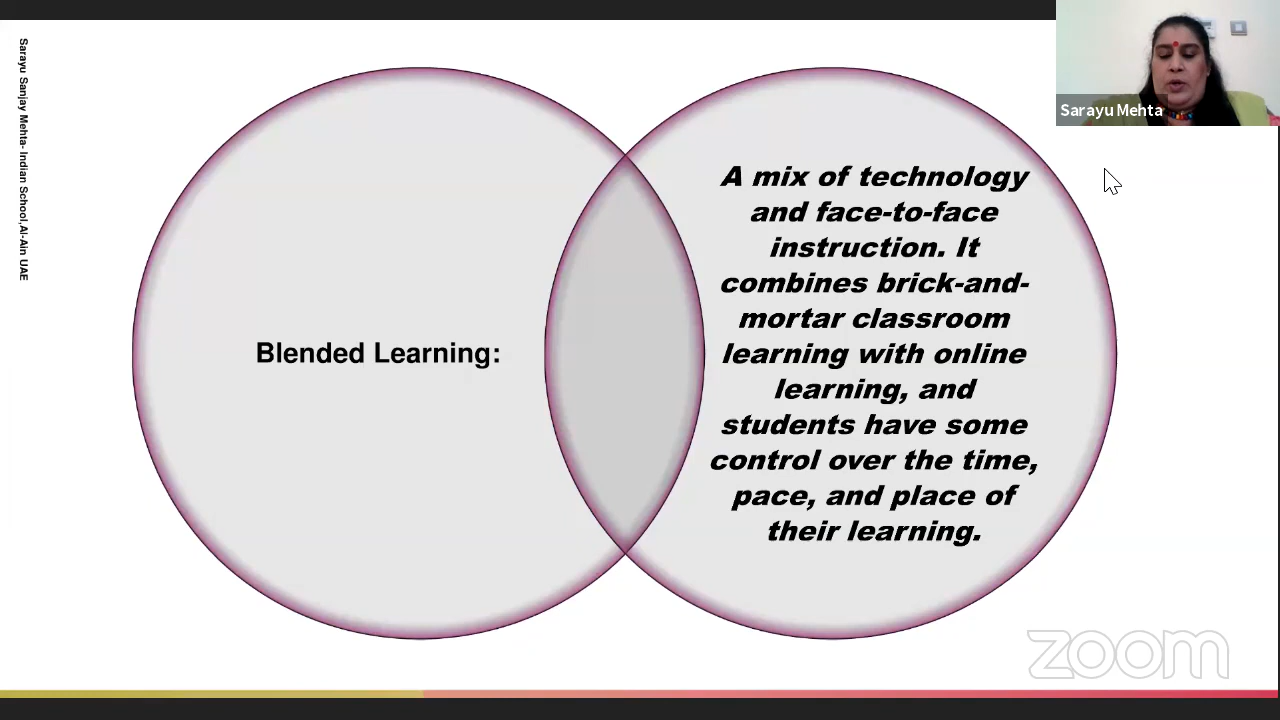 Sarayu Sanjay Mehta- Indian School,Al-Ain UAE
Sarayu Mehta
Blended Learning:
A mix of technology
and face-to-face
instruction. It
combines brick-and-
mortar classroom
learning with online
learning, and
students have some
control over the time,
pace, and place of
their learning.
zoom